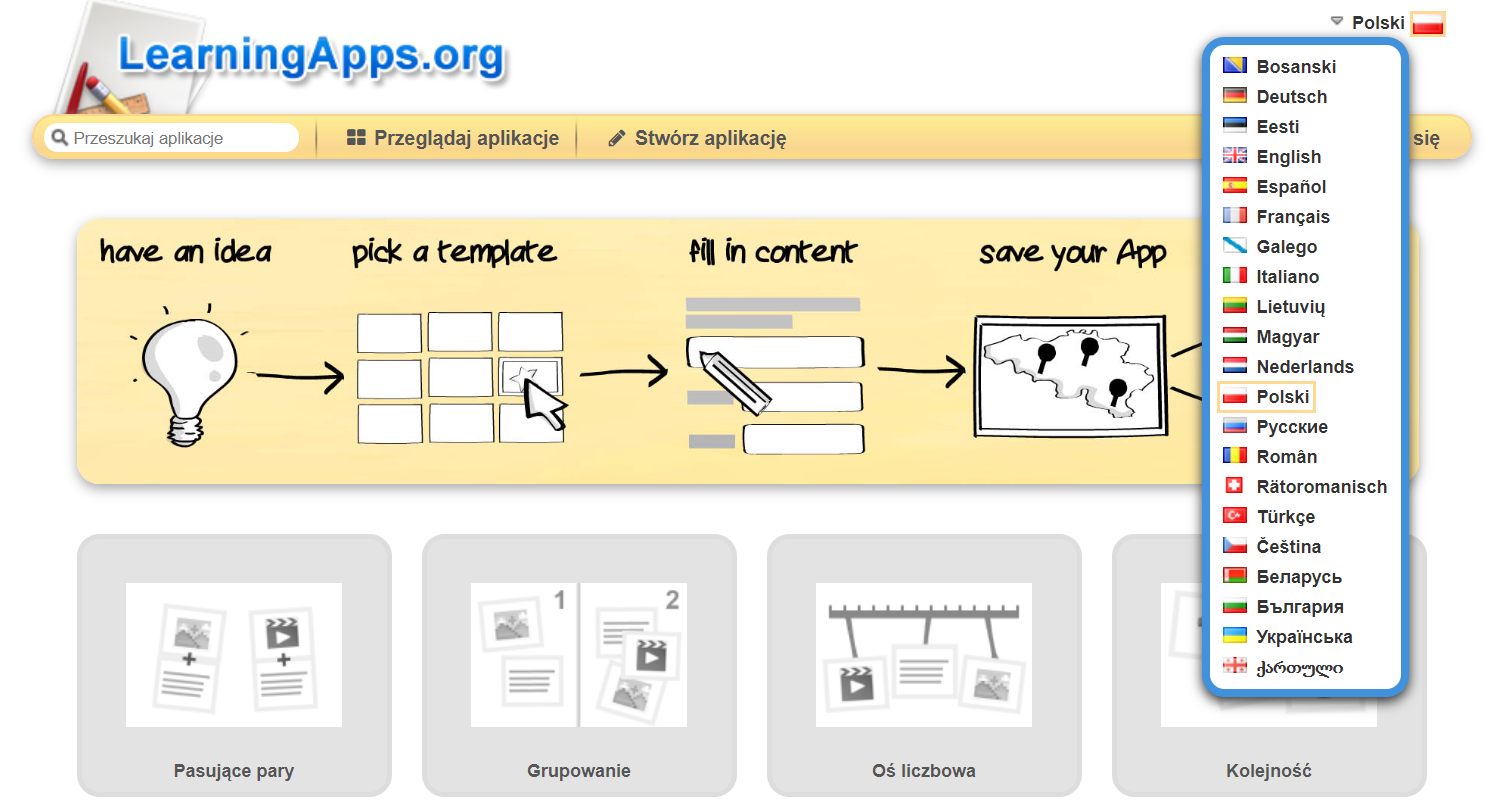 LearningApps.org
Polski
Przeszukaj aplikacje
Przeglądaj aplikacje
Stwórz aplikację
się
have an idea
pick a template
fill in content
save your App
Bosanski
Deutsch
Eesti
English
Español
Français
Galego
Italiano
Lietuvių
Magyar
Nederlands
Polski
Русские
Român
Rätoromanisch
Türkçe
Čeština
Беларусь
България
Українська
ქართული
1
2
Pasujące pary
Grupowanie
Oś liczbowa
Kolejność